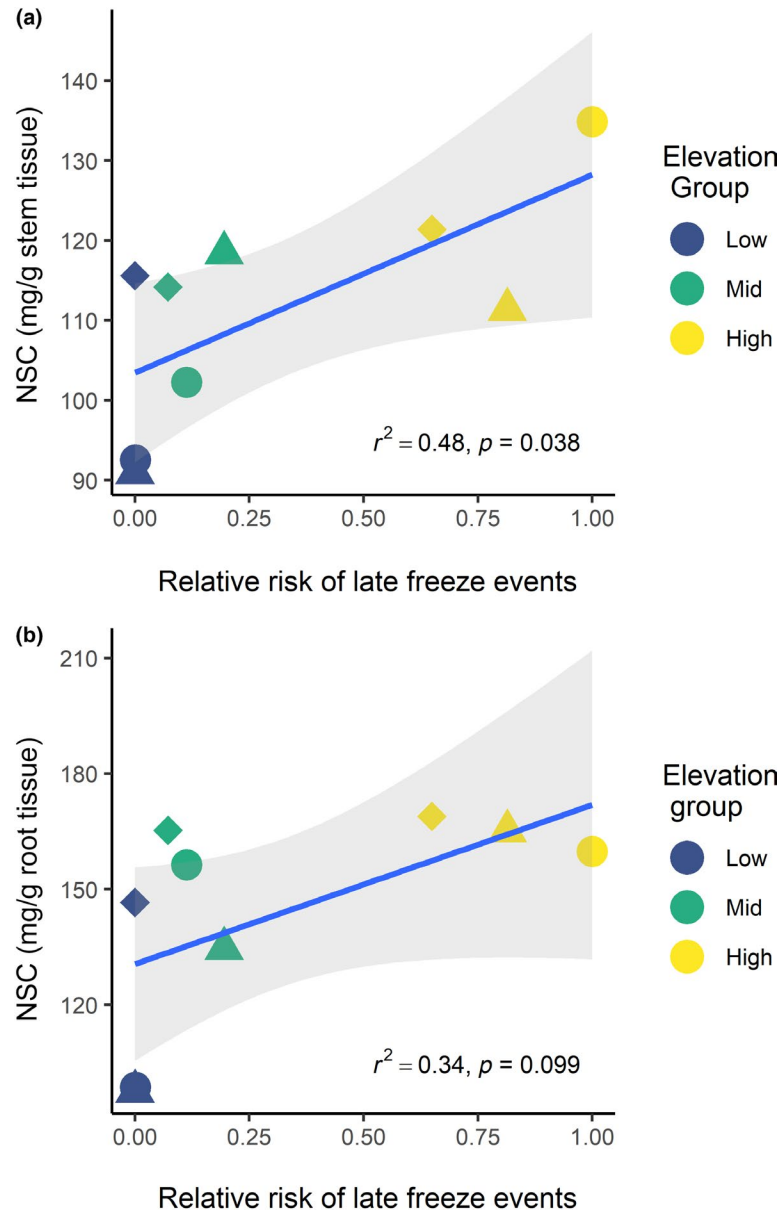 (a)
NSC (mg/g stem tissue)
140
130
120
110
100
90
r² = 0.48, p = 0.038
0.00 0.25 0.50 0.75 1.00
Relative risk of late freeze events
Elevation
Group
Low
Mid
High
(b)
NSC (mg/g root tissue)
210
180
150
120
r² = 0.34, p = 0.099
0.00 0.25 0.50 0.75 1.00
Relative risk of late freeze events
Elevation
group
Low
Mid
High